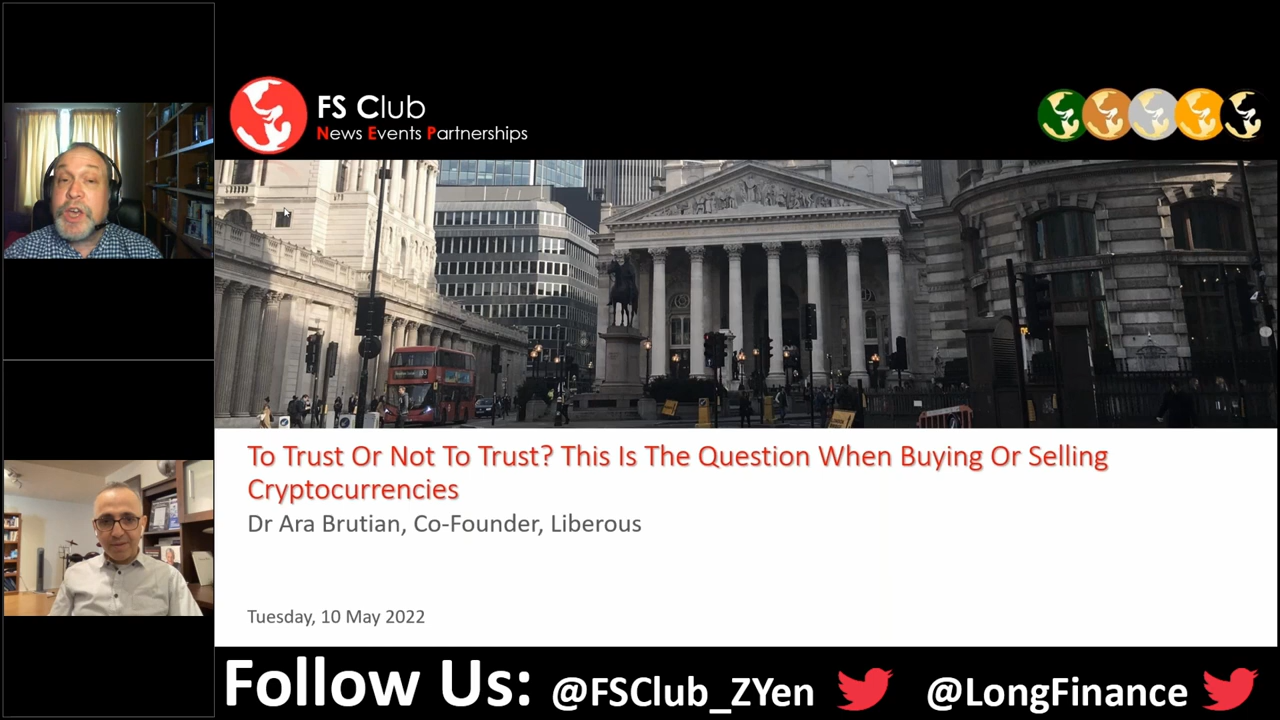 FS Club
News Events Partnerships
To Trust Or Not To Trust? This Is The Question When Buying Or Selling
Cryptocurrencies
Dr Ara Brutian, Co-Founder, Liberous
Tuesday, 10 May 2022
Follow Us: @FSClub_ZYen @LongFinance